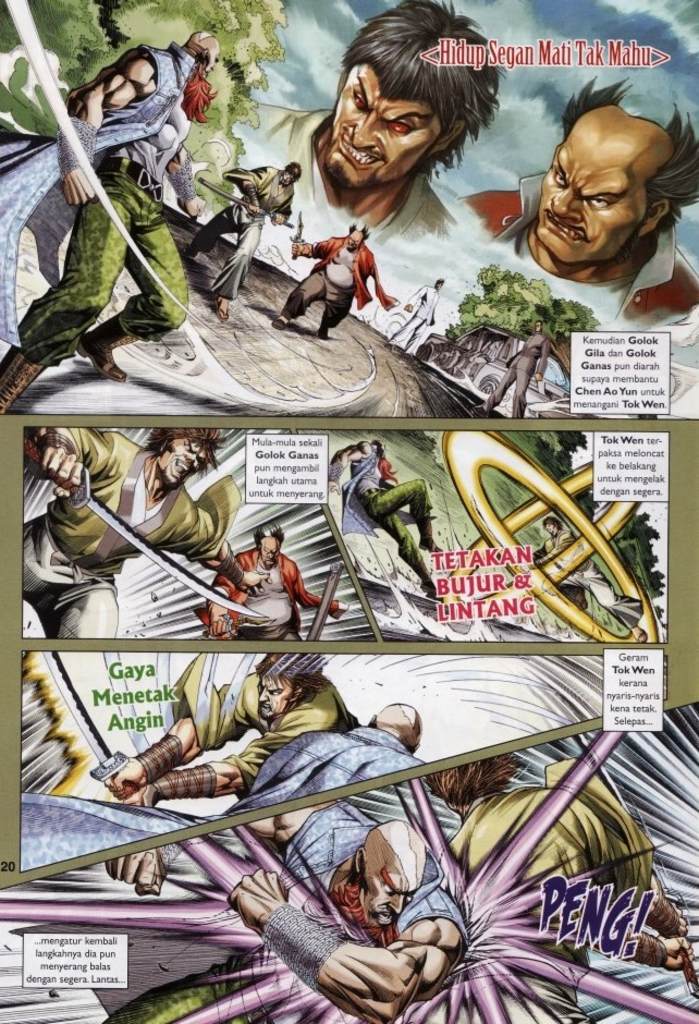 <Hidup Segan Mati Tak Mahu>
Kemudian Golok
Gila dan Golok
Ganas pun diarah
supaya membantu
Chen Ao Yun untuk
menangani Tok Wen.
Mula-mula sekali
Golok Ganas
pun mengambil
langkah utama
untuk menyerang.
Tok Wen ter-
paksa meloncat
ke belakang
untuk mengelak
dengan segera.
TETAKAN
BUJUR &
LINTANG
Gaya
Menetak
Angin
Geram
Tok Wen
kerana
nyaris-nyaris
kena tetak.
Selepas...
20
PENG!
...mengatur kembali
langkahnya dia pun
menyerang balas
dengan segera. Lantas...